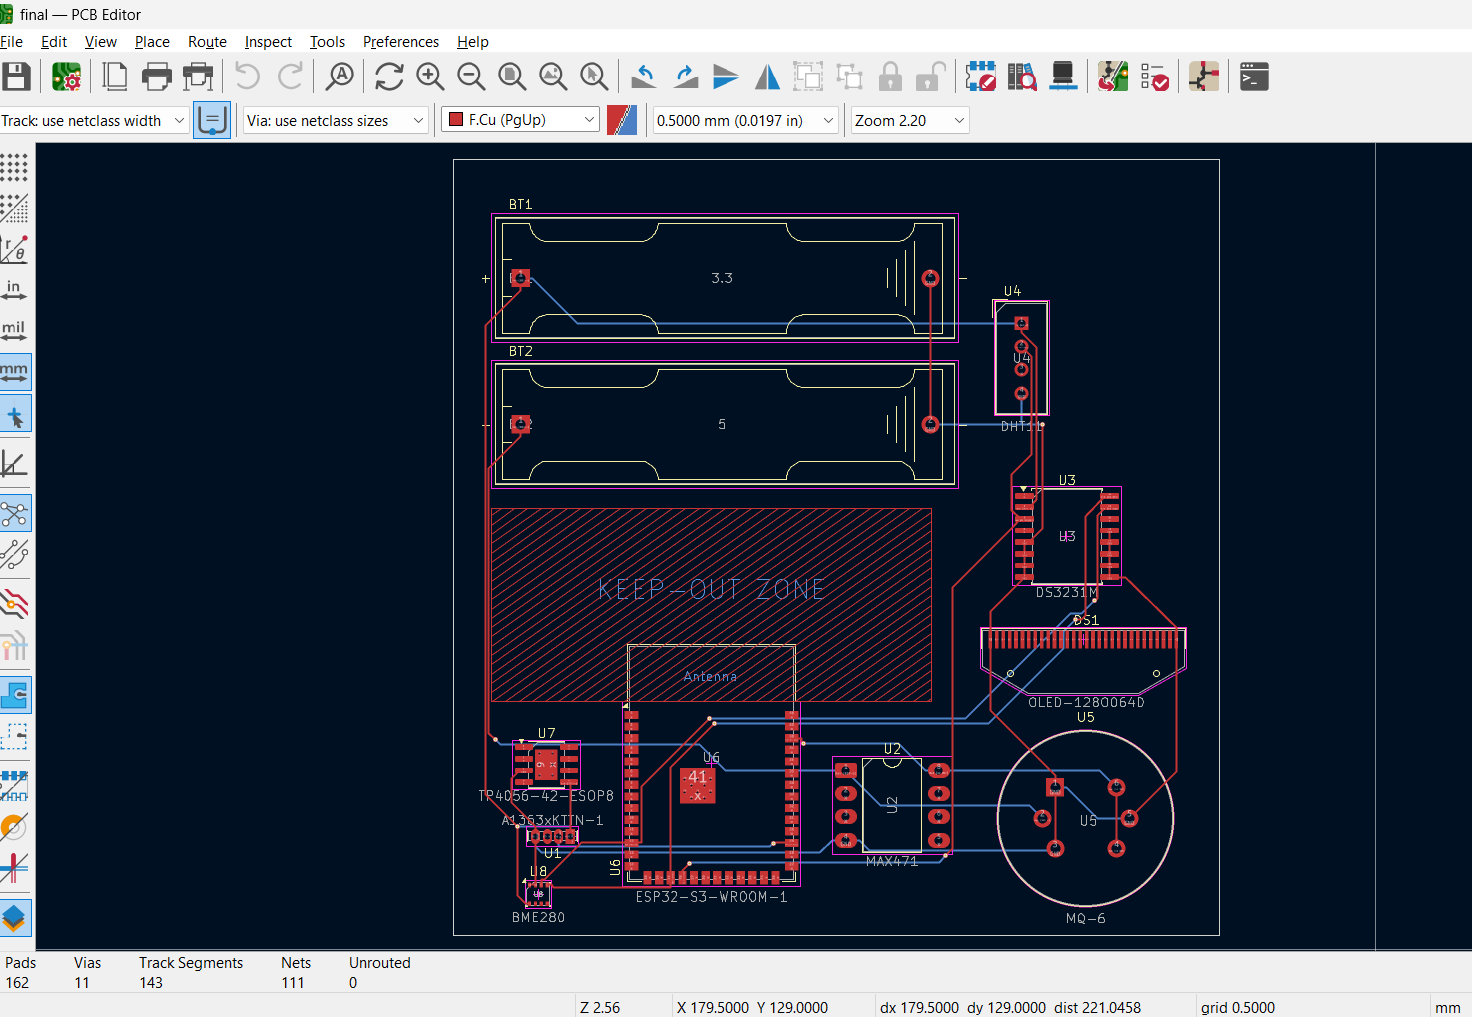 final — PCB Editor
File Edit View Place Route Inspect Tools Preferences Help
Track: use netclass width Via: use netclass sizes F.Cu (PgUp) 0.5000 mm (0.0197 in) Zoom 2.20
r
θ
in
mil
mm
BT1
+ 3.3 −
U4
U4
DHT11
BT2
− 5 −
U3
U3
DS3231M
KEEP-OUT ZONE
Antenna
DS1
OLED-128O064D
U5
U7
TP4056-42-ESOP8
A1363xKTTN-1
U1
U8
BME280
U6
41
U6
ESP32-S3-WROOM-1
U2
U2
MAX471
U5
MQ-6
Pads Vias Track Segments Nets Unrouted
162 11 143 111 0
Z 2.56 X 179.5000 Y 129.0000 dx 179.5000 dy 129.0000 dist 221.0458 grid 0.5000 mm